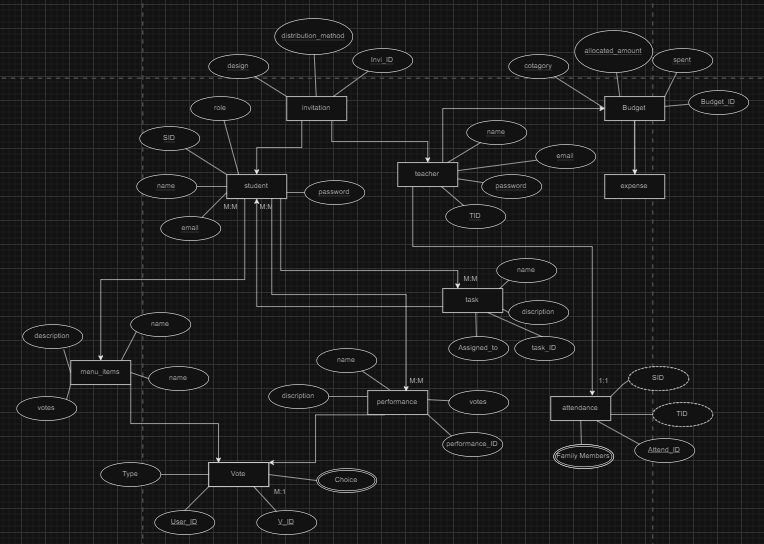 distribution_method
allocated_amount
design
Invi_ID
cotagory
spent
invitation
Budget
Budget_ID
role
SID
name
email
teacher
student
name
password
password
expense
TID
email
M:M
M:M
name
M:M
task
discription
description
name
Assigned_to
task_ID
menu_items
name
name
M:M
1:1
SID
votes
discription
performance
votes
attendance
TID
performance_ID
Family Members
Attend_ID
Type
Vote
Choice
M:1
User_ID
V_ID